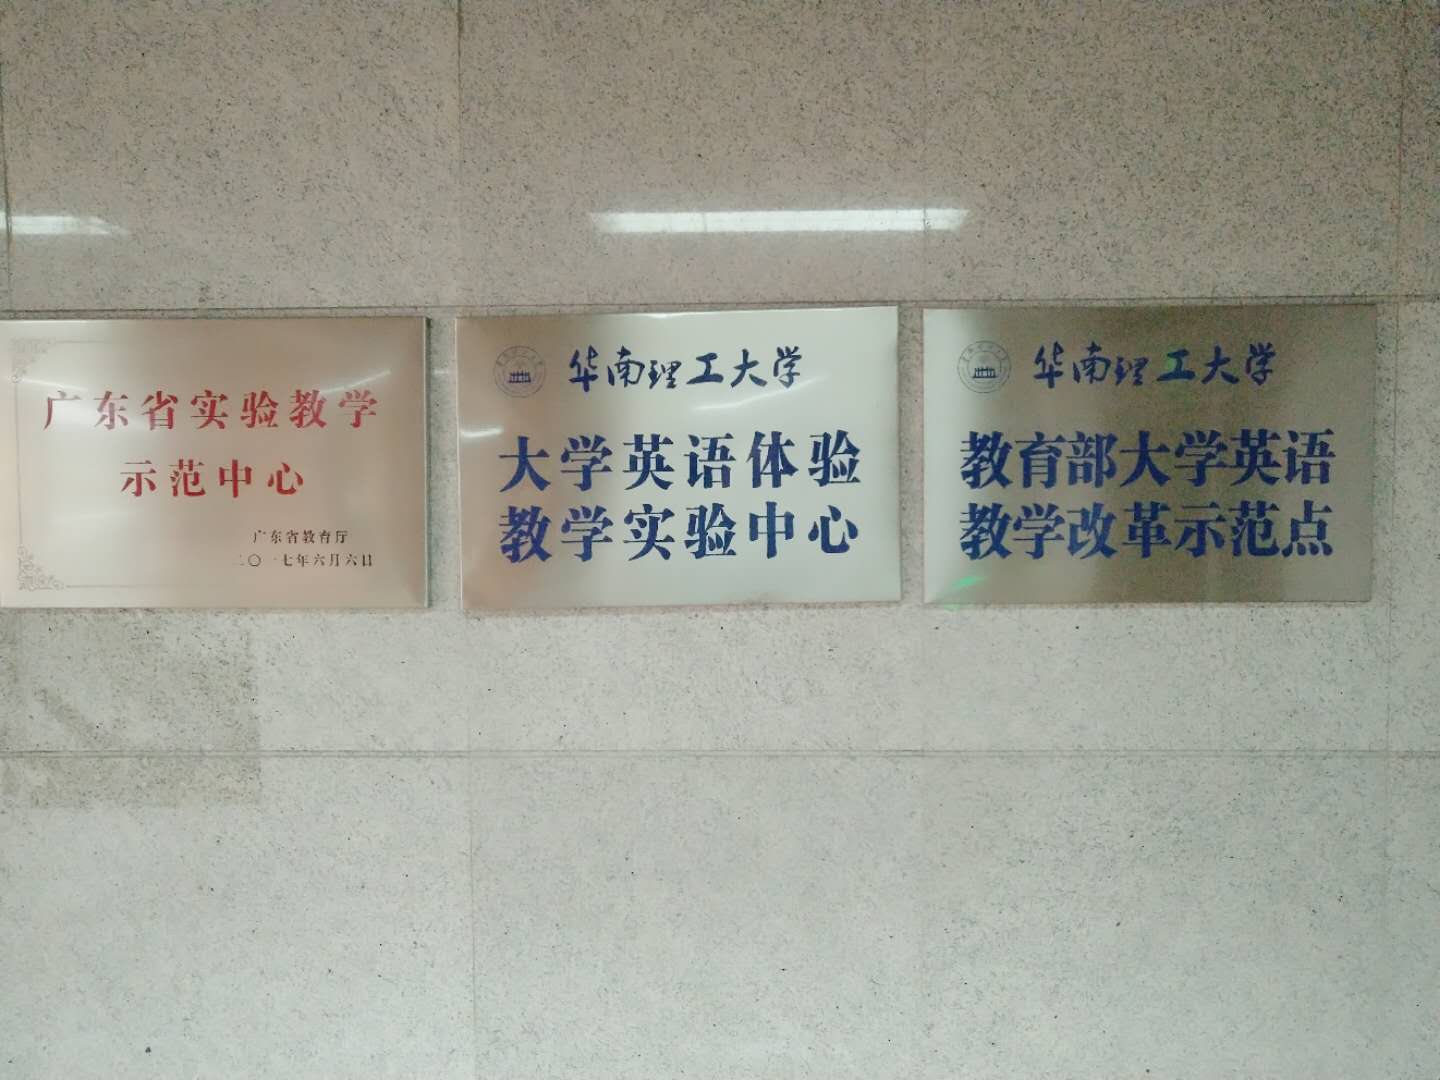 广东省实验教学
示范中心
广东省教育厅
二〇一七年六月六日
华南理工大学
大学英语体验
教学实验中心
华南理工大学
教育部大学英语
教学改革示范点